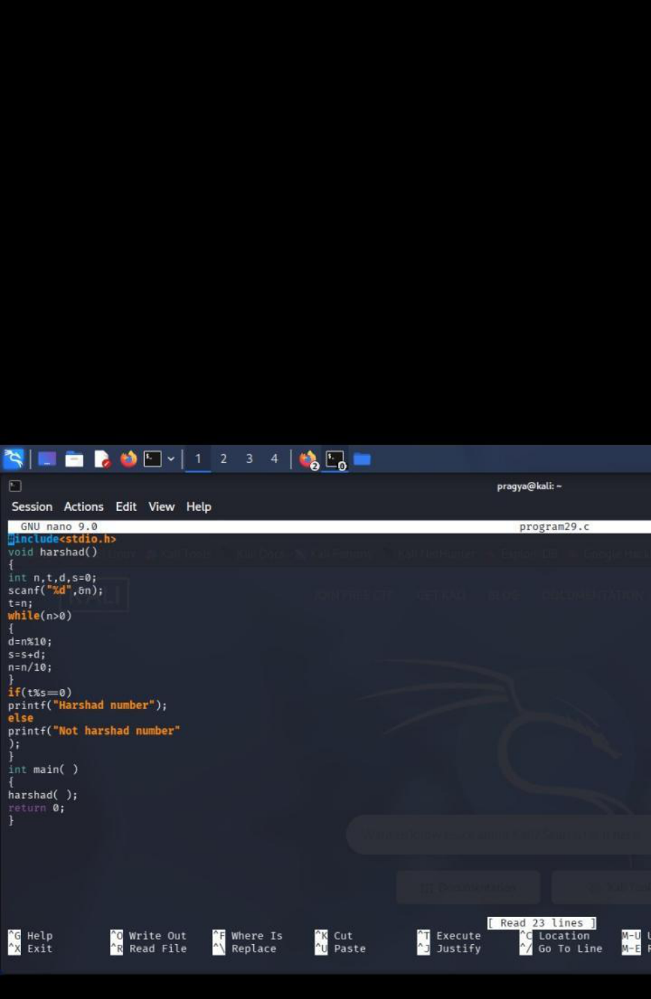 1 2 3 4 2 0
pragya@kali: ~
Session Actions Edit View Help
GNU nano 9.0 program29.c
#include<stdio.h>
void harshad()
{
int n,t,d,s=0;
scanf("%d",&n);
t=n;
while(n>0)
{
d=n%10;
s=s+d;
n=n/10;
}
if(t%s==0)
printf("Harshad number");
else
printf("Not harshad number"
);
}
int main( )
{
harshad( );
return 0;
}
KALI
[ Read 23 lines ]
^G Help ^O Write Out ^F Where Is ^K Cut ^T Execute ^C Location M-U
^X Exit ^R Read File ^\ Replace ^U Paste ^J Justify ^/ Go To Line M-E